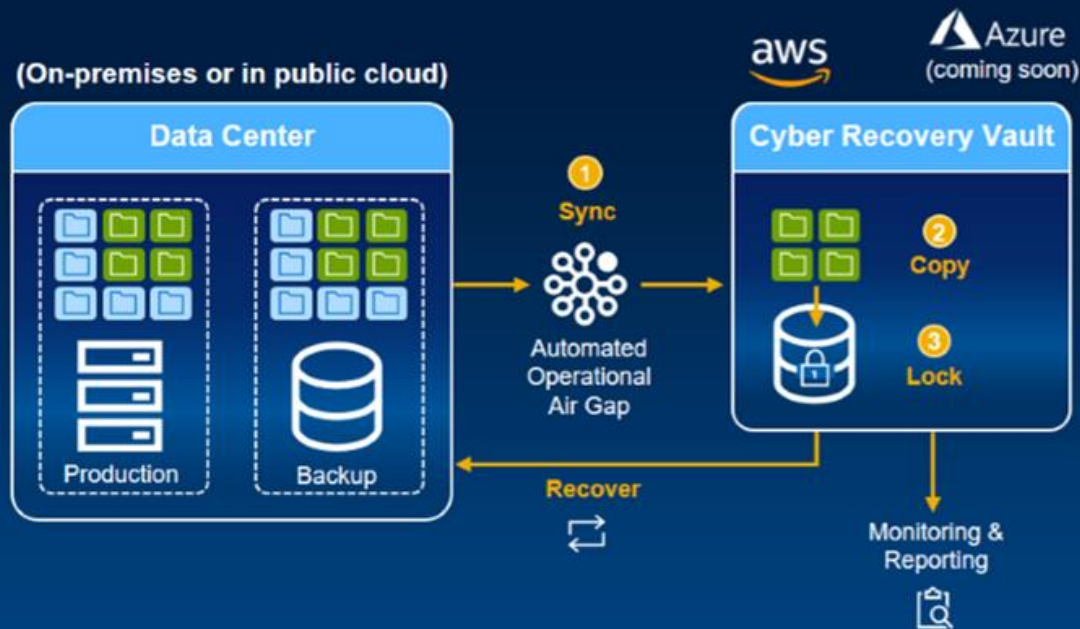 (On-premises or in public cloud)
aws
Azure
(coming soon)
Data Center
Cyber Recovery Vault
1
Sync
2
Copy
Automated
Operational
Air Gap
3
Lock
1
Production
Backup
Recover
Monitoring &
Reporting